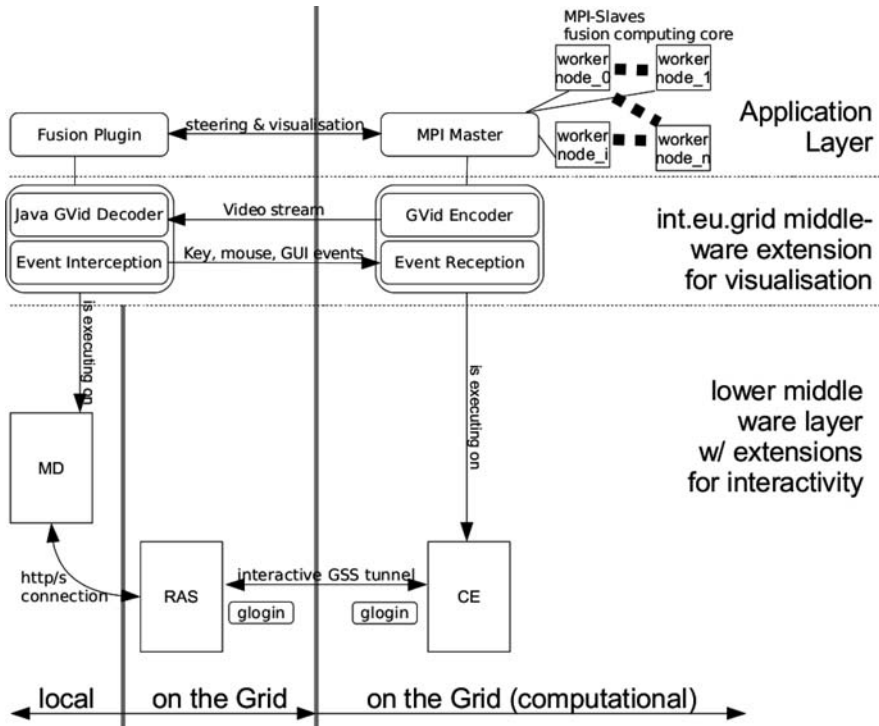 MPI-Slaves
fusion computing core
worker
node_0
worker
node_1
Fusion Plugin
steering & visualisation
MPI Master
worker
node_i
worker
node_n
Application
Layer
Java GVid Decoder
Video stream
GVid Encoder
Event Interception
Key, mouse, GUI events
Event Reception
int.eu.grid middle-
ware extension
for visualisation
is executing on
is executing on
lower middle
ware layer
w/ extensions
for interactivity
MD
http/s
connection
RAS
interactive GSS tunnel
glogin
glogin
CE
local
on the Grid
on the Grid (computational)